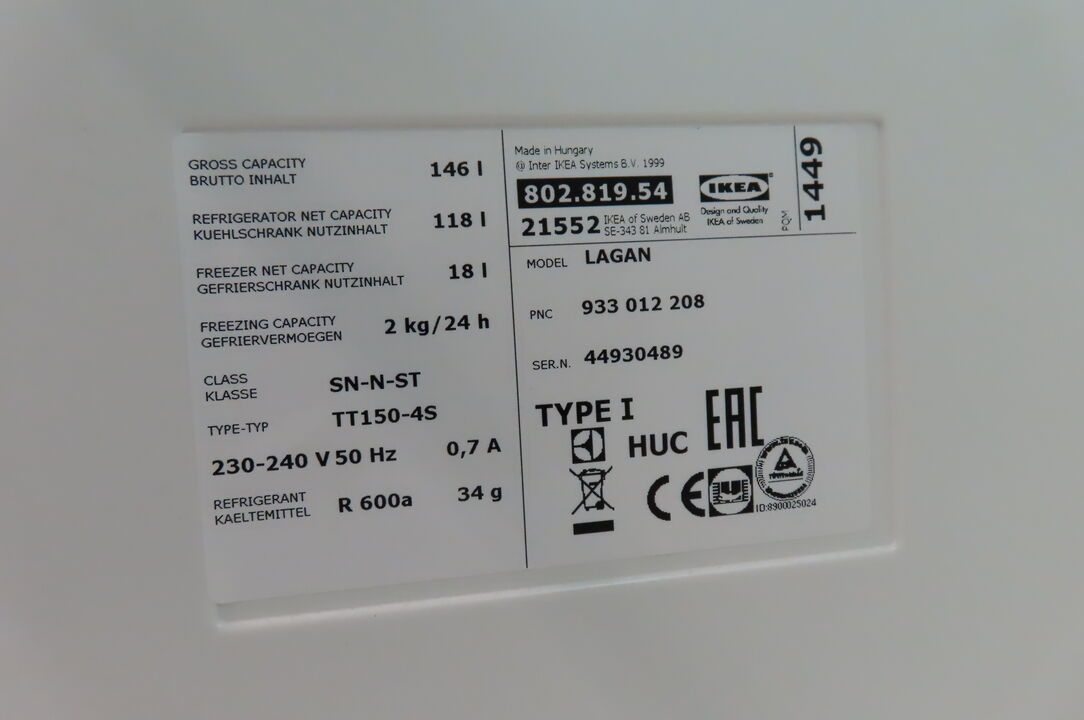 GROSS CAPACITY
BRUTTO INHALT
146 l
REFRIGERATOR NET CAPACITY
KUEHLSCHRANK NUTZINHALT
118 l
FREEZER NET CAPACITY
GEFRIERSCHRANK NUTZINHALT
18 l
FREEZING CAPACITY
GEFRIERVERMOEGEN
2 kg/24 h
CLASS
KLASSE
SN-N-ST
TYPE-TYP
TT150-4S
230-240 V 50 Hz 0,7 A
REFRIGERANT
KAELTEMITTEL
R 600a 34 g
Made in Hungary
@ Inter IKEA Systems B.V. 1999
802.819.54
21552
IKEA of Sweden AB
SE-343 81 Almhult
IKEA
Design and Quality
IKEA of Sweden
PQM
1449
MODEL LAGAN
PNC 933 012 208
SER.N. 44930489
TYPE I
HUC
EAC
CE
ID:8900025024